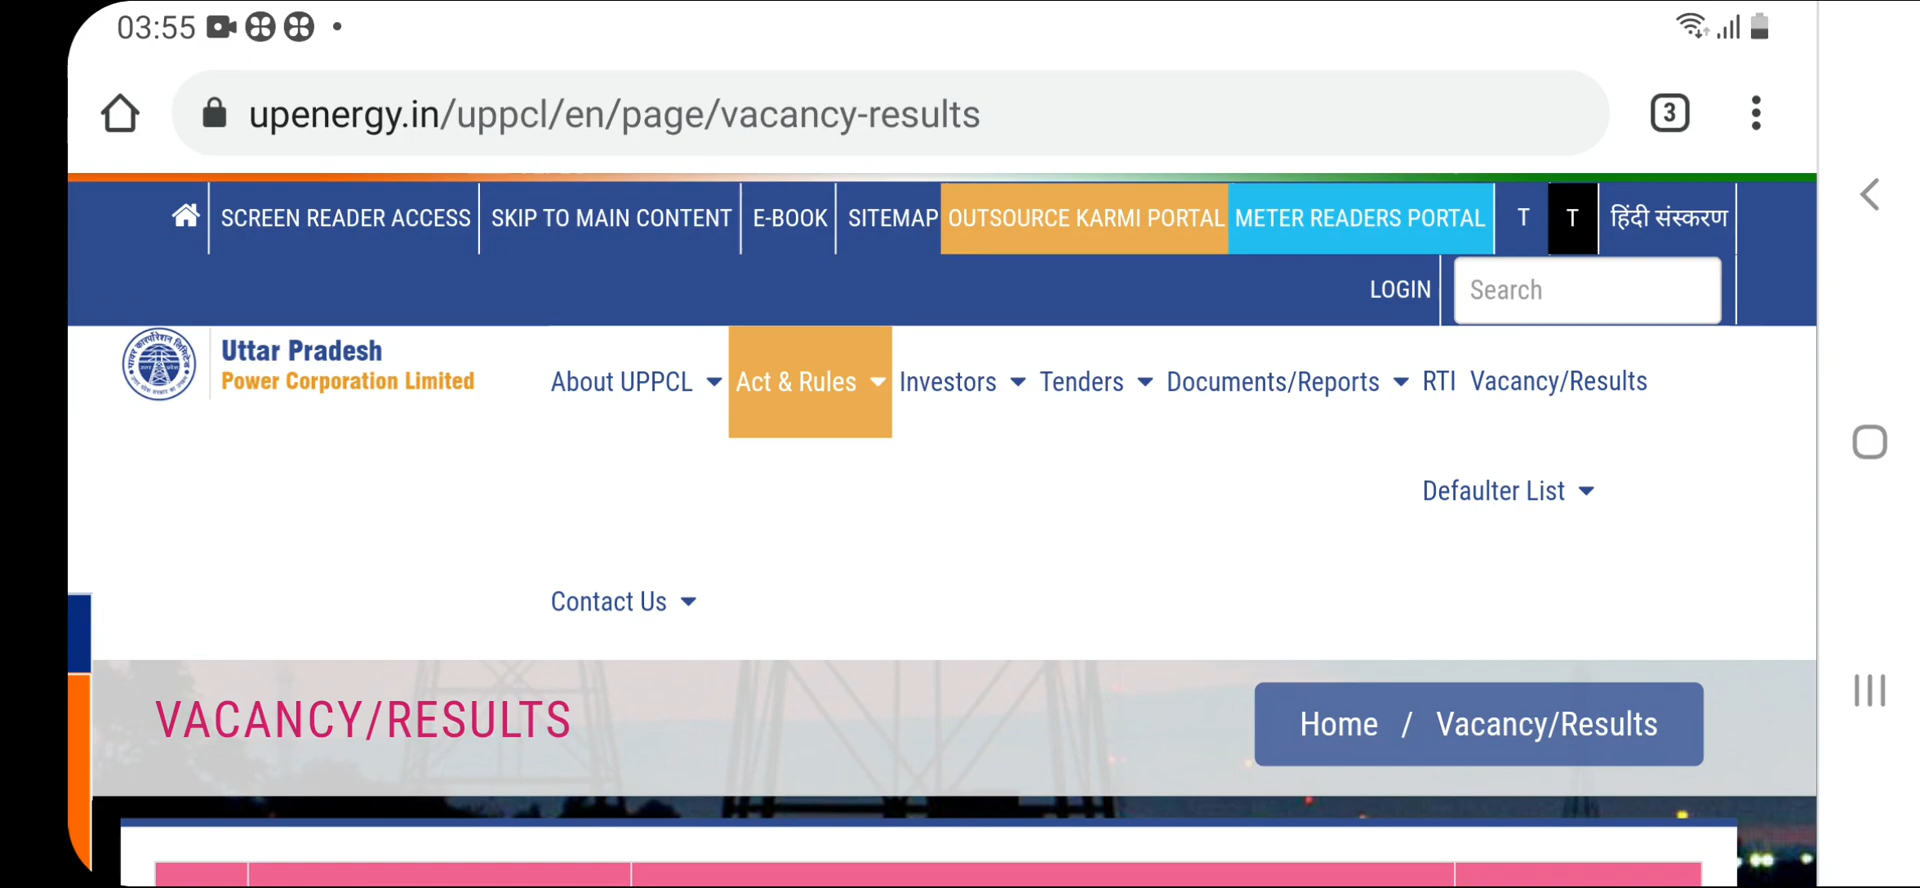 03:55
upenergy.in/uppcl/en/page/vacancy-results
3
SCREEN READER ACCESS SKIP TO MAIN CONTENT E-BOOK SITEMAP OUTSOURCE KARMI PORTAL METER READERS PORTAL T T हिंदी संस्करण
LOGIN Search
Uttar Pradesh
Power Corporation Limited
About UPPCL Act & Rules Investors Tenders Documents/Reports RTI Vacancy/Results
Defaulter List
Contact Us
VACANCY/RESULTS
Home / Vacancy/Results